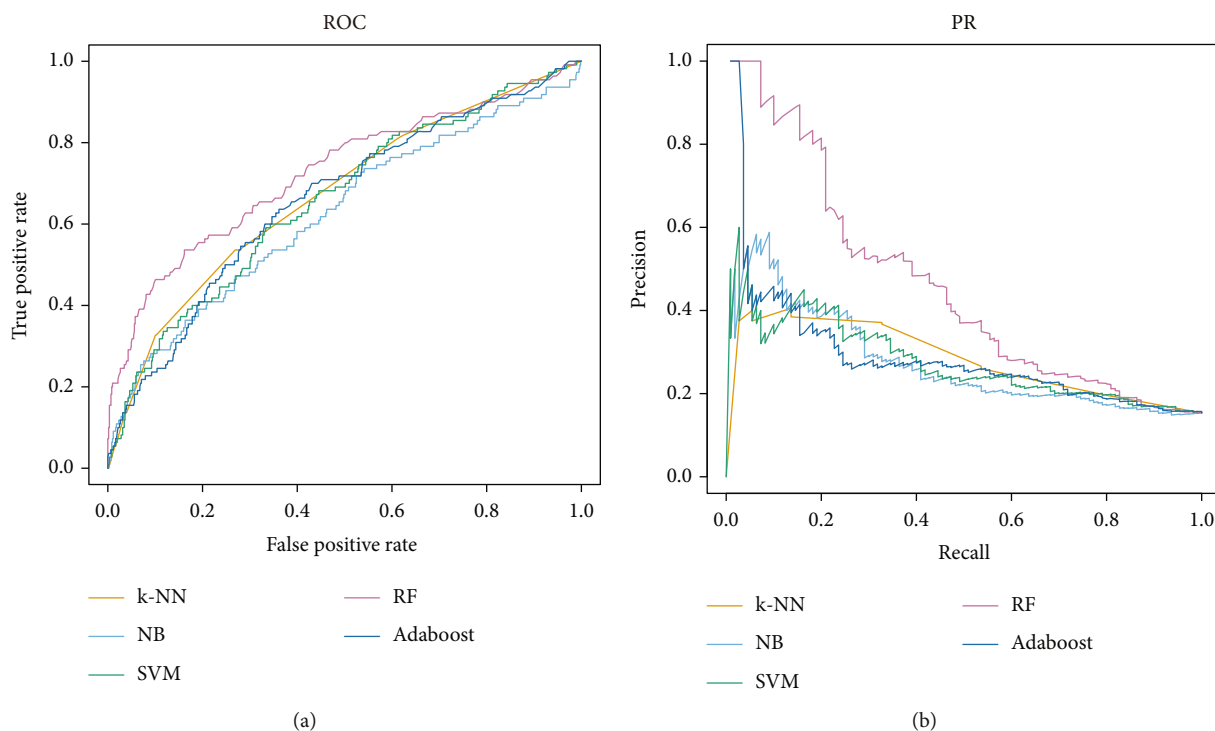 ROC
1.0
0.8
0.6
0.4
0.2
0.0
True positive rate
0.0 0.2 0.4 0.6 0.8 1.0
False positive rate
k-NN RF
NB Adaboost
SVM
(a)
PR
1.0
0.8
0.6
0.4
0.2
0.0
Precision
0.0 0.2 0.4 0.6 0.8 1.0
Recall
k-NN RF
NB Adaboost
SVM
(b)